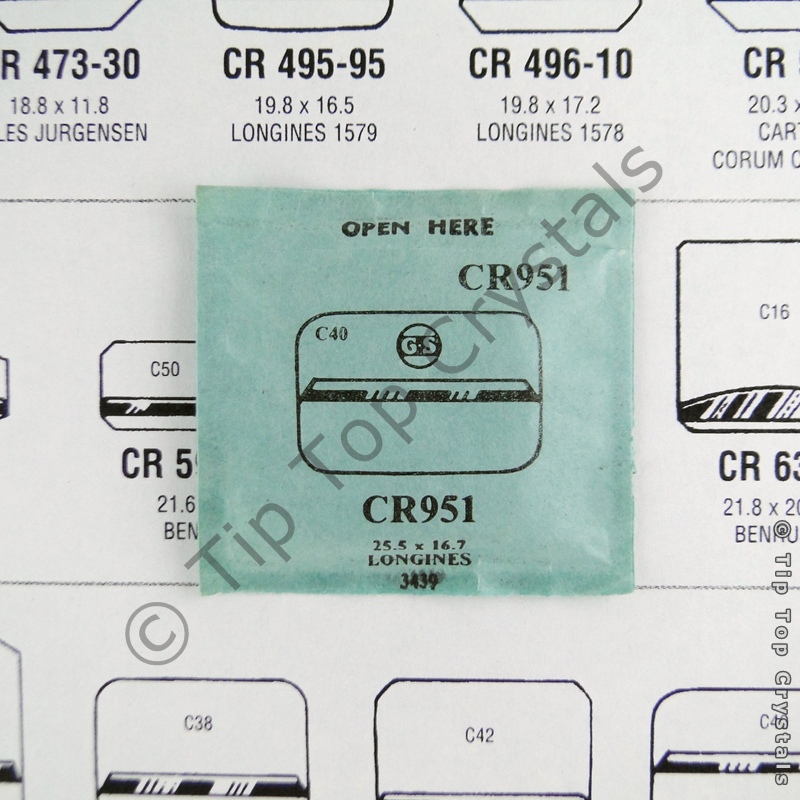 R 473-30
18.8 x 11.8
LES JURGENSEN
CR 495-95
19.8 x 16.5
LONGINES 1579
CR 496-10
19.8 x 17.2
LONGINES 1578
CR
20.3 x
CART
CORUM C
OPEN HERE
CR951
C40
G-S
CR951
25.5 x 16.7
LONGINES
3439
C50
CR 5
21.6
BEN
C16
CR 63
21.8 x 20
BENRU
C38
C42
C4
© Tip Top Crystals
© Tip Top Crystals